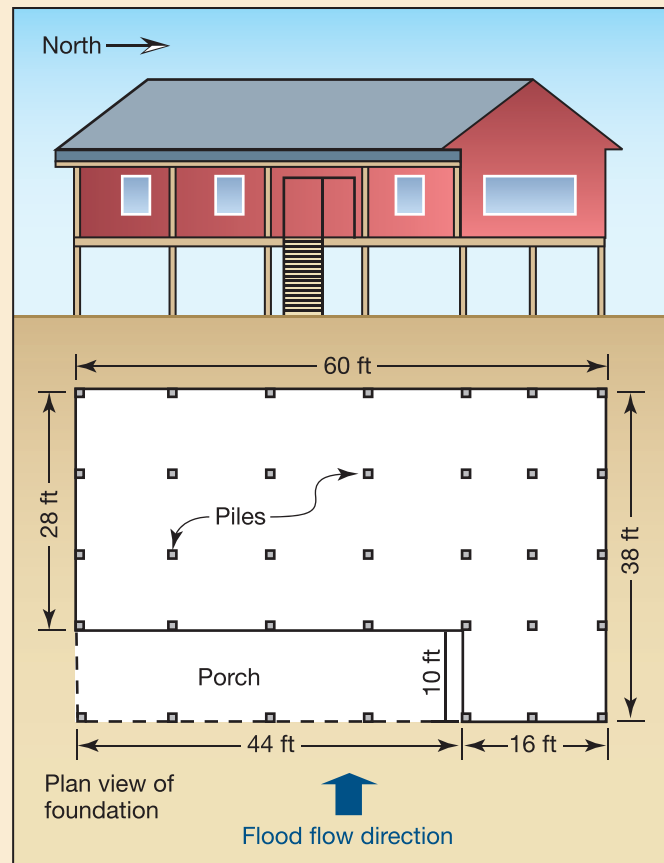 North
60 ft
28 ft
Piles
38 ft
Porch
10 ft
44 ft
16 ft
Plan view of
foundation
Flood flow direction